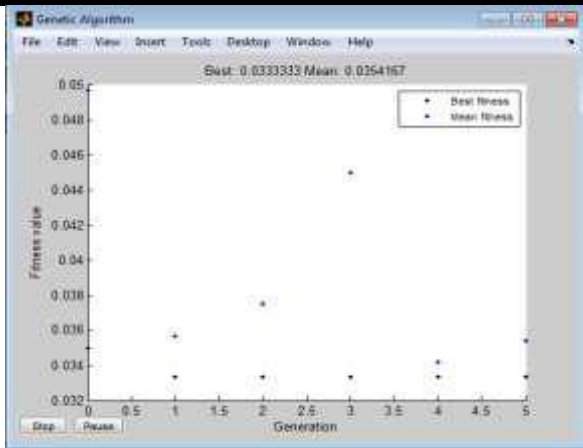 Genetic Algorithm
File Edit View Insert Tools Desktop Window Help
Best: 0.0333333 Mean: 0.0354167
0.05
Best fitness
Mean fitness
0.048
0.046
0.044
0.042
0.04
0.038
0.036
0.034
0.032
Fitness value
0 0.5 1 1.5 2 2.5 3 3.5 4 4.5 5
Generation
Stop Pause